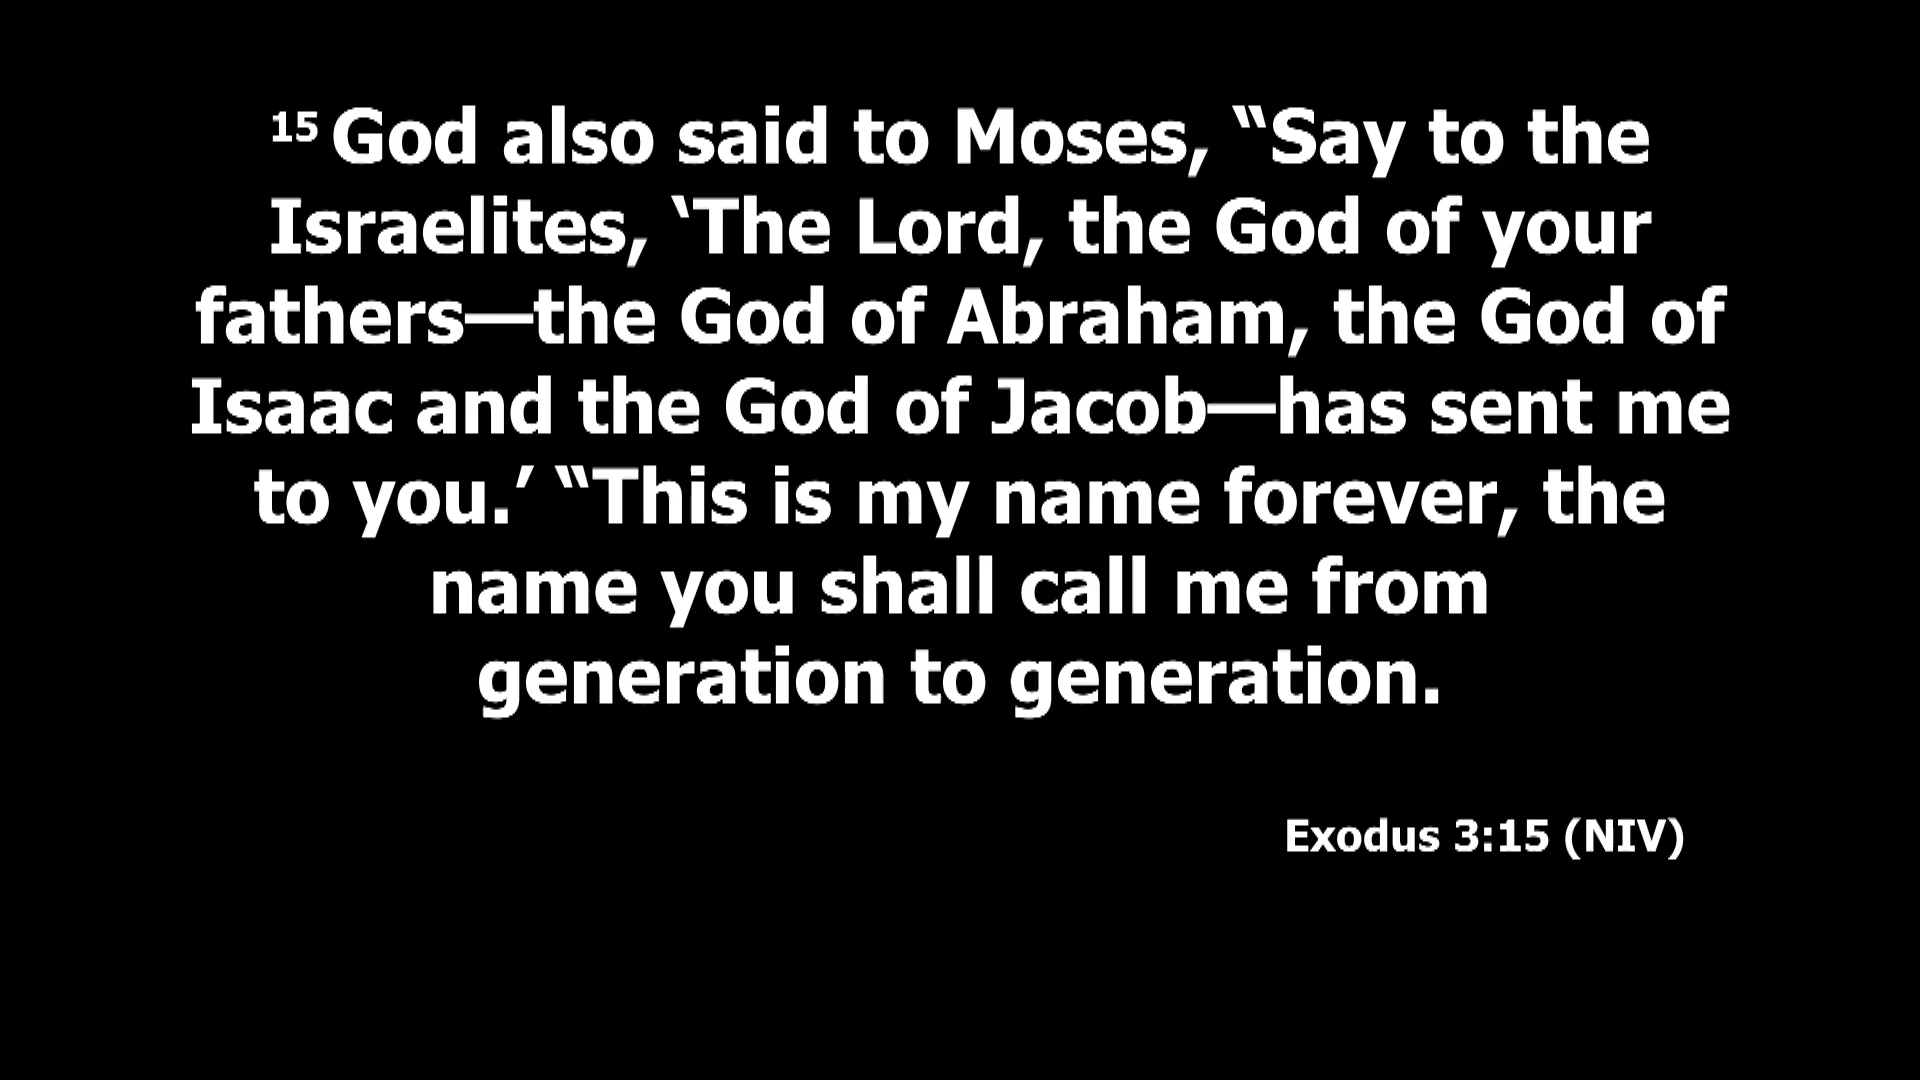 15 God also said to Moses, “Say to the
Israelites, ‘The Lord, the God of your
fathers—the God of Abraham, the God of
Isaac and the God of Jacob—has sent me
to you.’ “This is my name forever, the
name you shall call me from
generation to generation.
Exodus 3:15 (NIV)